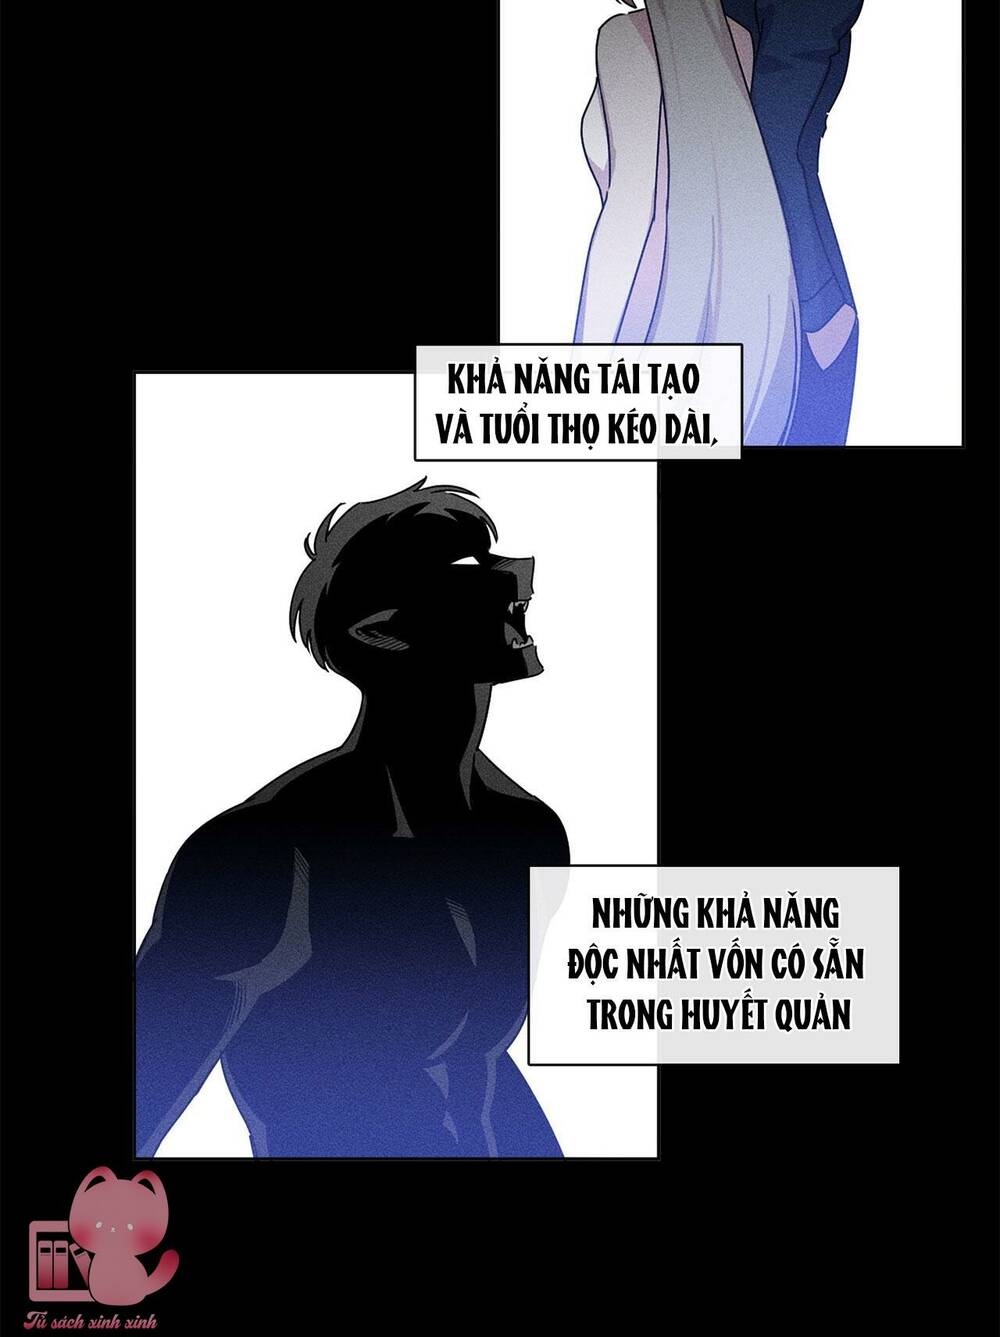 KHẢ NĂNG TÁI TẠO
VÀ TUỔI THỌ KÉO DÀI,
NHỮNG KHẢ NĂNG
ĐỘC NHẤT VỐN CÓ SẴN
TRONG HUYẾT QUẢN
Tủ sách xinh xinh